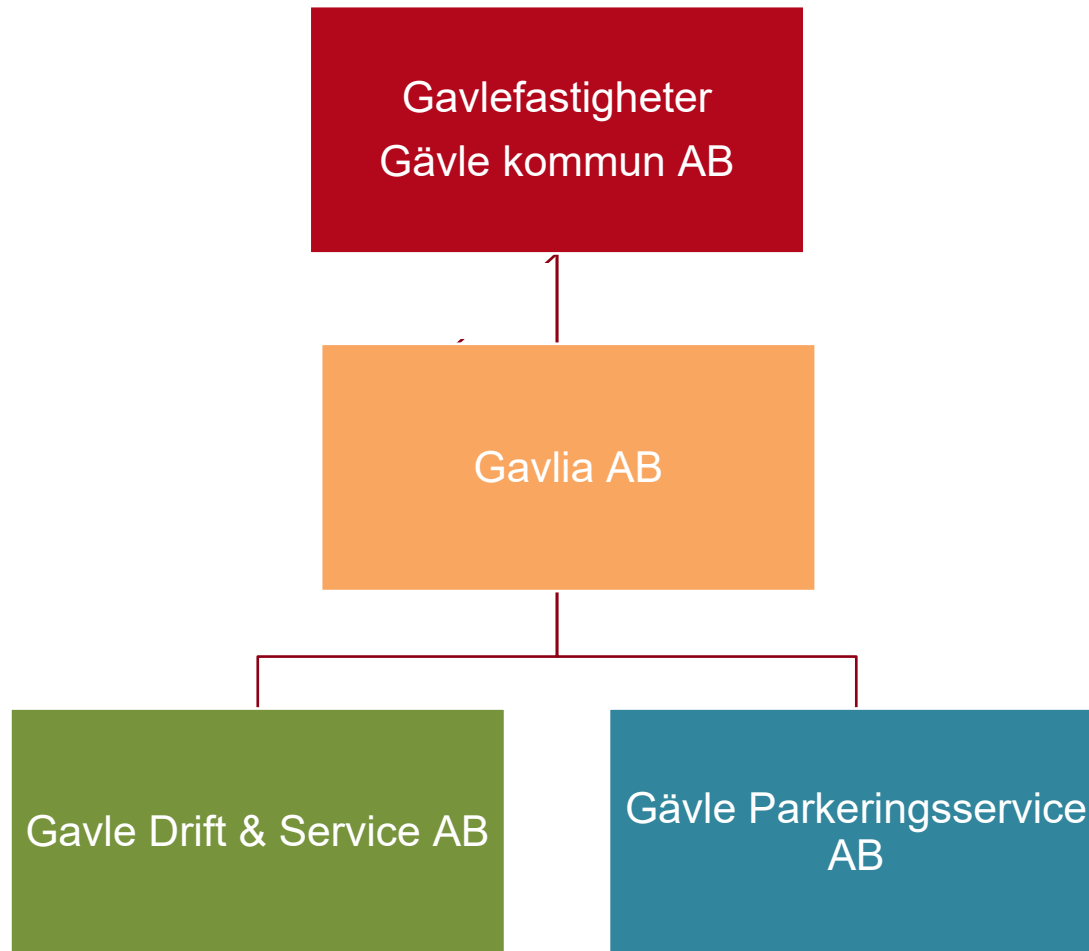 Gavlefastigheter
Gävle kommun AB
Gavlia AB
Gavle Drift & Service AB
Gävle Parkeringsservice
AB